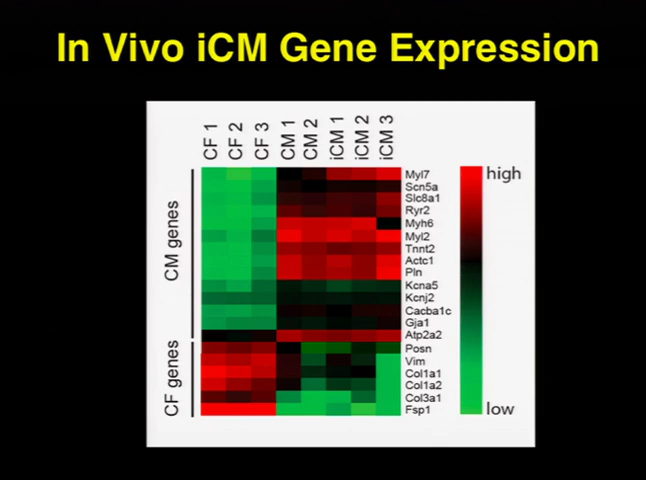 In Vivo iCM Gene Expression
CF 1
CF 2
CF 3
CM 1
CM 2
iCM 1
iCM 2
iCM 3
CM genes
CF genes
Myl7
Scn5a
Slc8a1
Ryr2
Myh6
Myl2
Tnnt2
Actc1
Pln
Kcna5
Kcnj2
Cacba1c
Gja1
Atp2a2
Posn
Vim
Col1a1
Col1a2
Col3a1
Fsp1
high
low